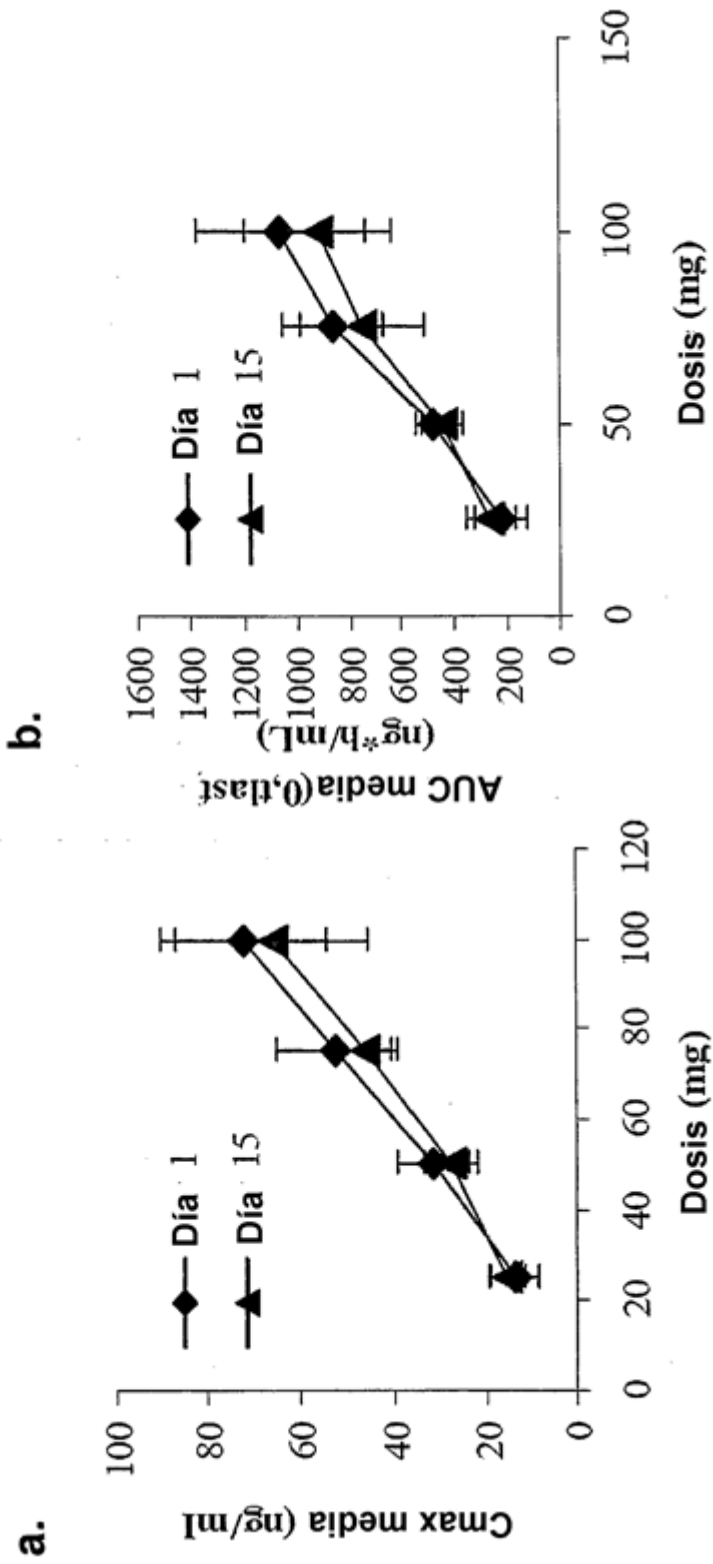 a.
Cmax media (ng/ml)
100
80
60
40
20
0
Día 1
Día 15
0 20 40 60 80 100 120
Dosis (mg)
b.
AUC media(0,tlast
(ng*h/mL)
1600
1400
1200
1000
800
600
400
200
0
Día 1
Día 15
0 50 100 150
Dosis (mg)